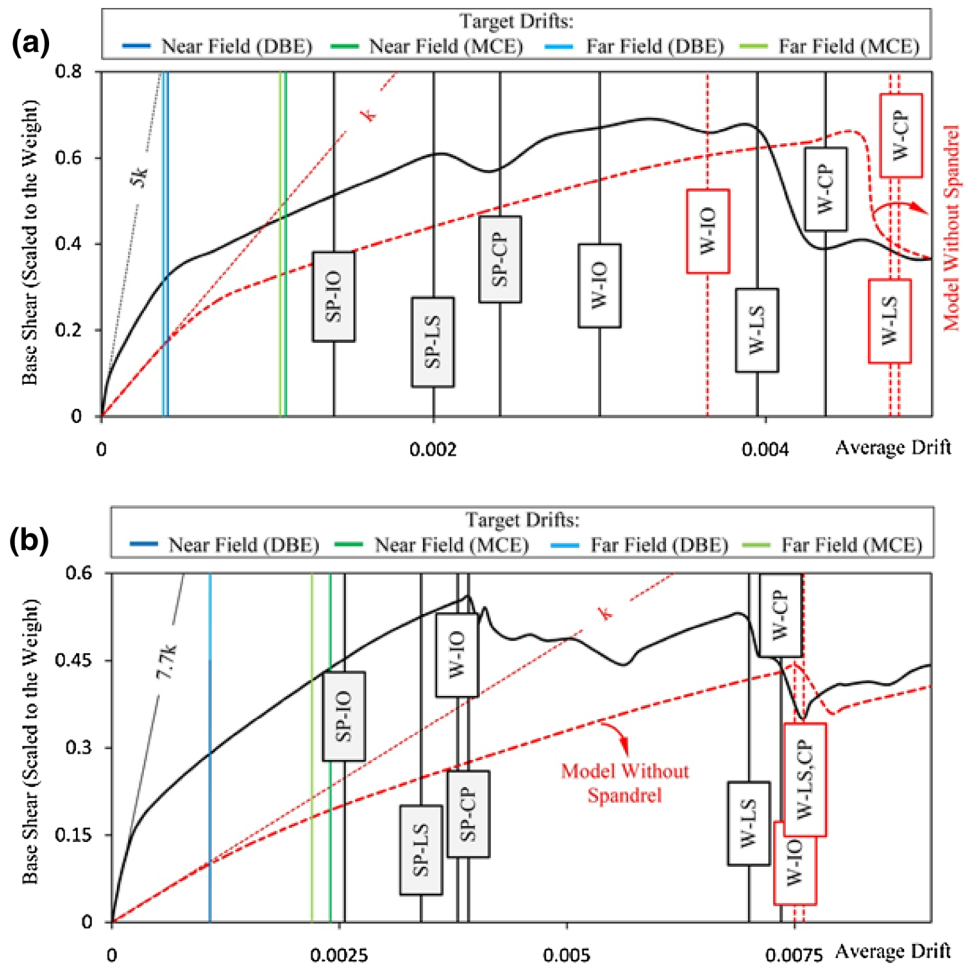 (a)
Target Drifts:
Near Field (DBE) Near Field (MCE) Far Field (DBE) Far Field (MCE)
Base Shear (Scaled to the Weight)
0.8
0.6
0.4
0.2
0
5k
k
SP-IO
SP-LS
SP-CP
W-IO
W-IO
W-LS
W-CP
W-CP
W-LS
Model Without Spandrel
0
0.002
0.004
Average Drift
(b)
Target Drifts:
Near Field (DBE) Near Field (MCE) Far Field (DBE) Far Field (MCE)
Base Shear (Scaled to the Weight)
0.6
0.45
0.3
0.15
0
7.7k
k
SP-IO
SP-LS
W-IO
SP-CP
Model Without
Spandrel
W-LS
W-CP
W-IO
W-LS,CP
0
0.0025
0.005
0.0075
Average Drift